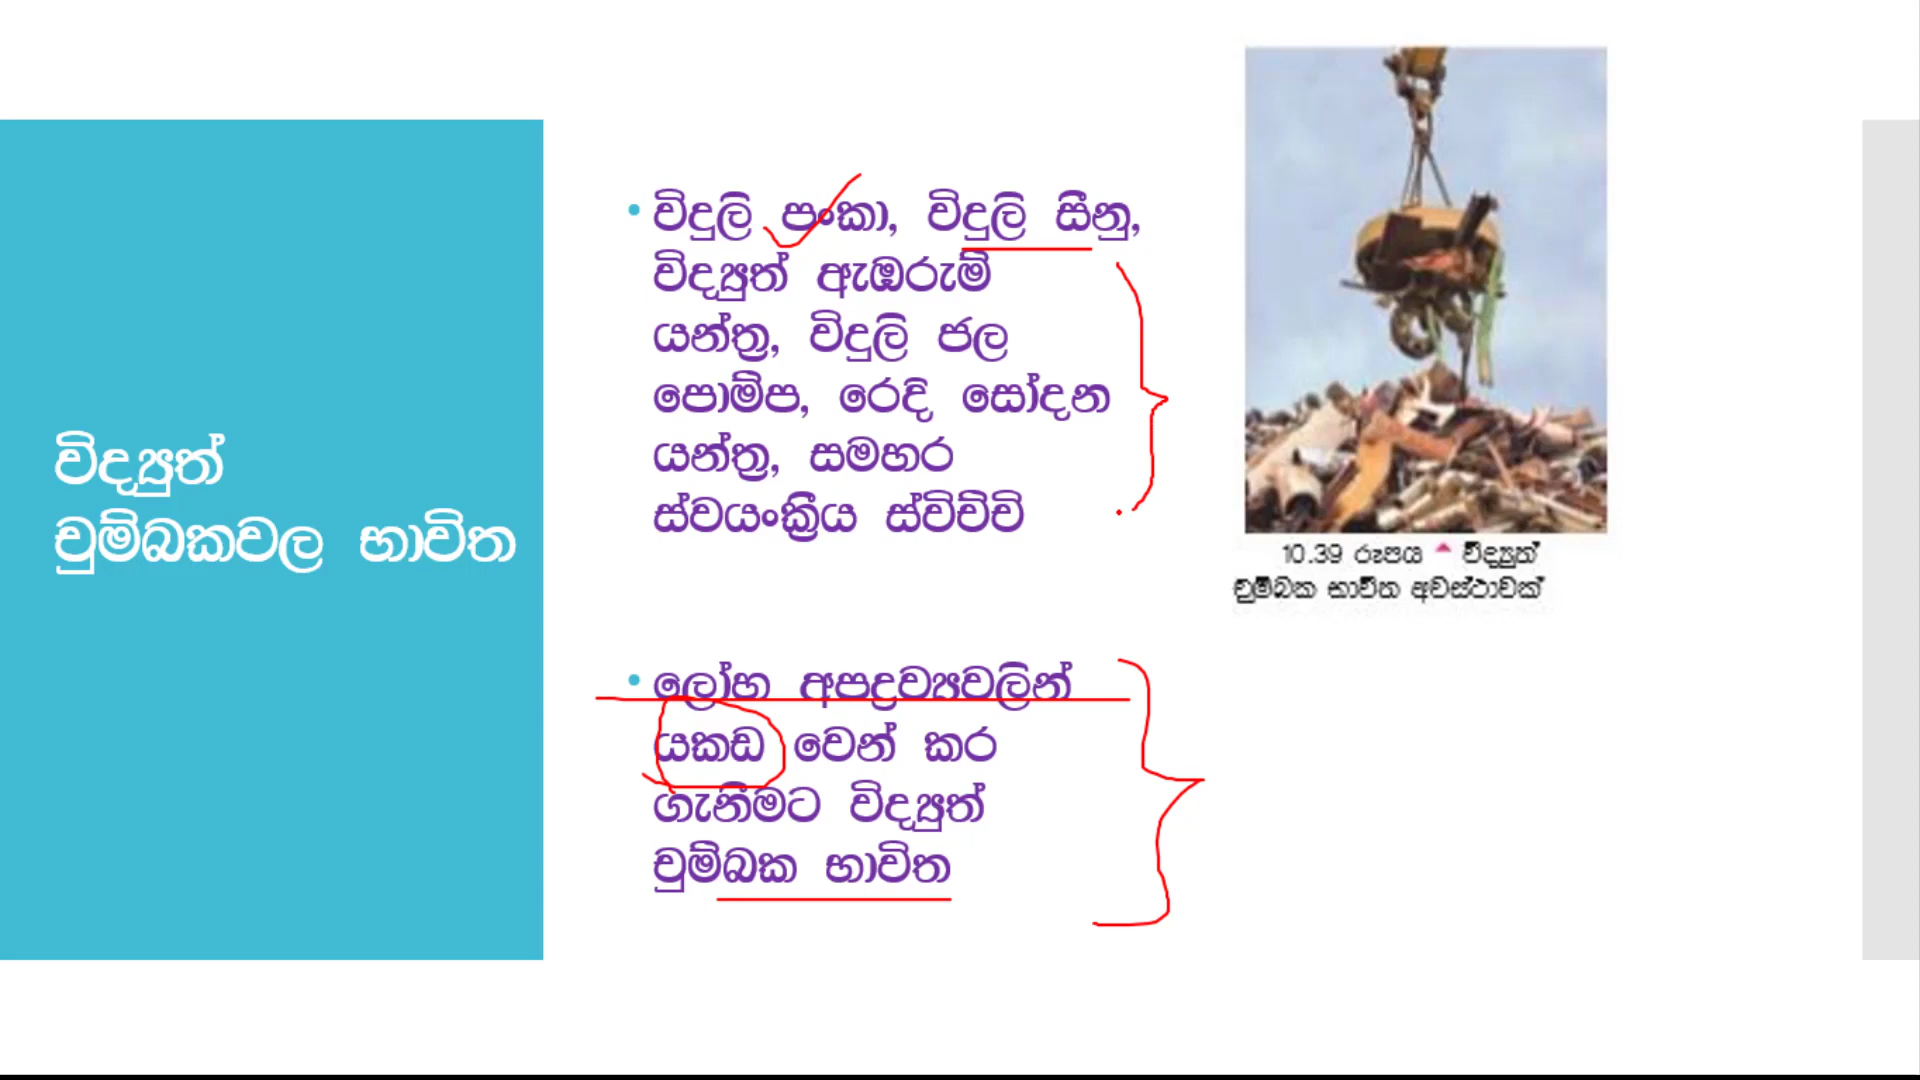 විද්‍යුත්
චුම්බකවල භාවිත
• විදුලි පංකා, විදුලි සීනු,
විද්‍යුත් ඇඹරුම්
යන්ත්‍ර, විදුලි ජල
පොම්ප, රෙදි සෝදන
යන්ත්‍ර, සමහර
ස්වයංක්‍රීය ස්විච්චි
• ලෝහ අපද්‍රව්‍යවලින්
යකඩ වෙන් කර
ගැනීමට විද්‍යුත්
චුම්බක භාවිත
10.39 රූපය ▲ විද්‍යුත්
චුම්බක භාවිත අවස්ථාවක්